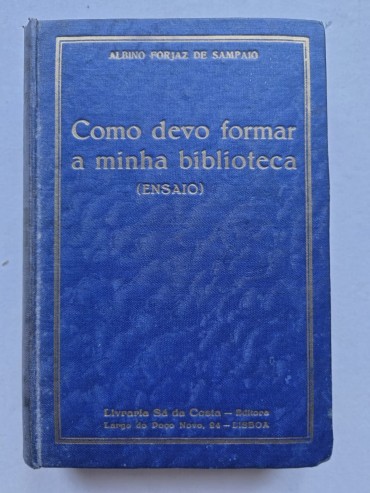 ALBINO FORJAZ DE SAMPAIO
Como devo formar
a minha biblioteca
(ENSAIO)
Livraria Sá da Costa — Editora
Largo do Poço Novo, 24 — LISBOA